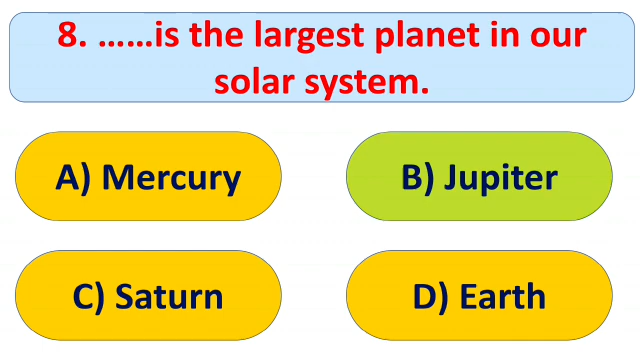 8. ......is the largest planet in our
solar system.
A) Mercury
B) Jupiter
C) Saturn
D) Earth